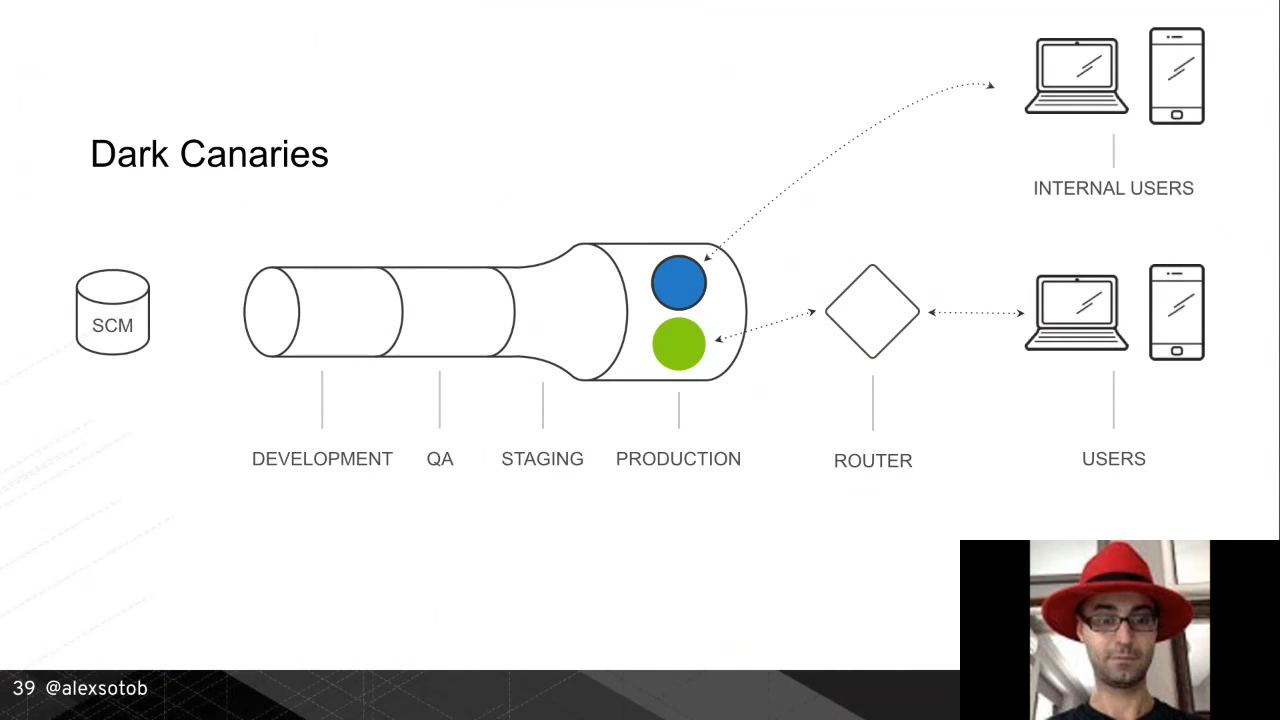 INTERNAL USERS
Dark Canaries
SCM
DEVELOPMENT
QA
STAGING
PRODUCTION
ROUTER
USERS
39 @alexsotob